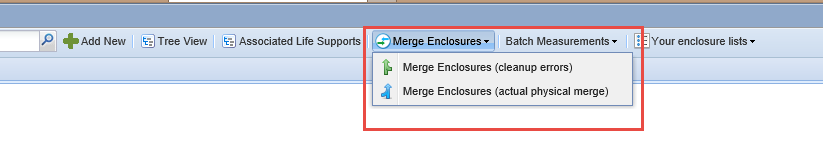 Add New Tree View Associated Life Supports Merge Enclosures Batch Measurements Your enclosure lists
Merge Enclosures (cleanup errors)
Merge Enclosures (actual physical merge)